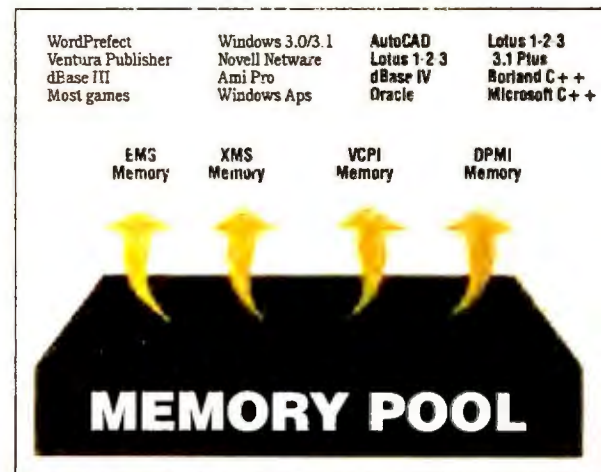 WordPrefect
Ventura Publisher
dBase III
Most games
Windows 3.0/3.1
Novell Netware
Ami Pro
Windows Aps
AutoCAD
Lotus 1-2-3
dBase IV
Oracle
Lotus 1-2-3
3.1 Plus
Borland C++
Microsoft C++
EMS
Memory
XMS
Memory
VCPI
Memory
DPMI
Memory
MEMORY POOL